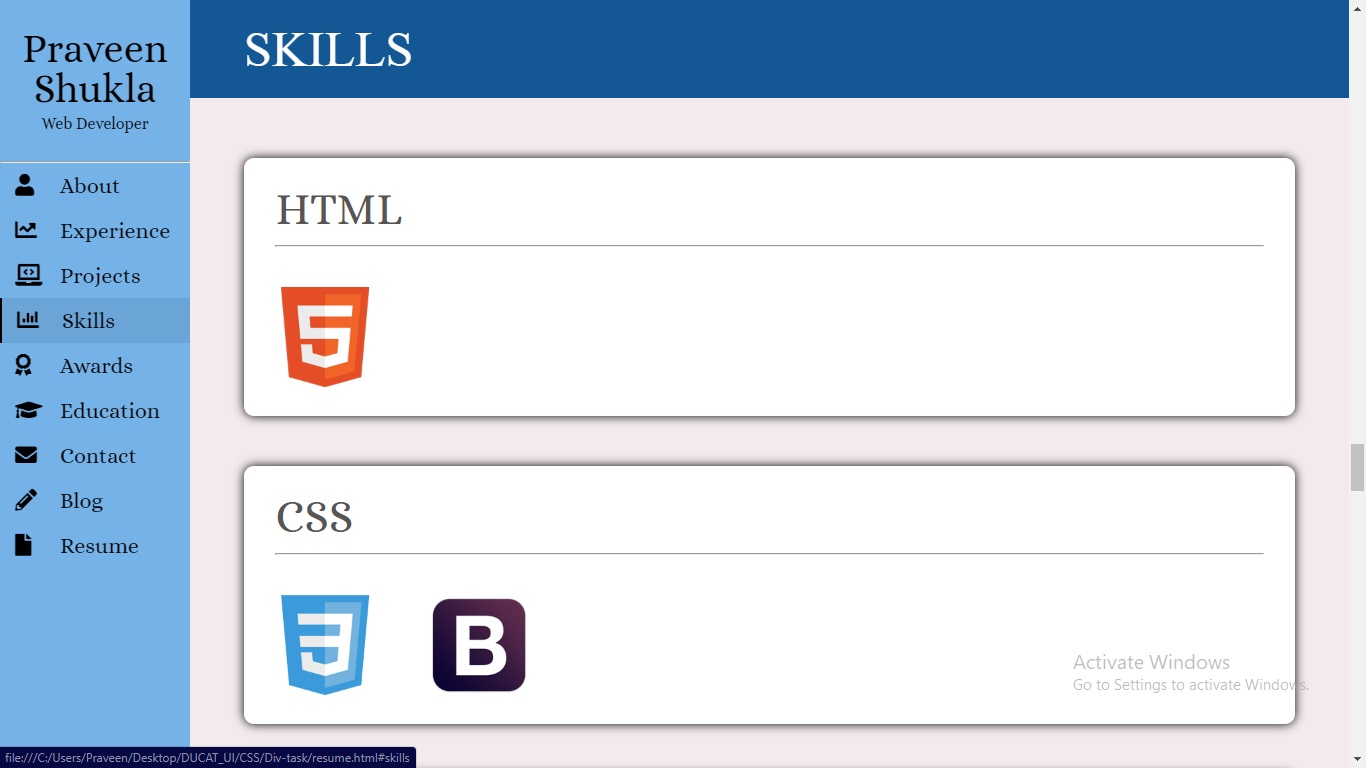 Praveen
Shukla
Web Developer
About
Experience
Projects
Skills
Awards
Education
Contact
Blog
Resume
SKILLS
HTML
5
CSS
3
B
Activate Windows
Go to Settings to activate Windows.
file:///C:/Users/Praveen/Desktop/DUCAT_UI/CSS/Div-task/resume.html#skills